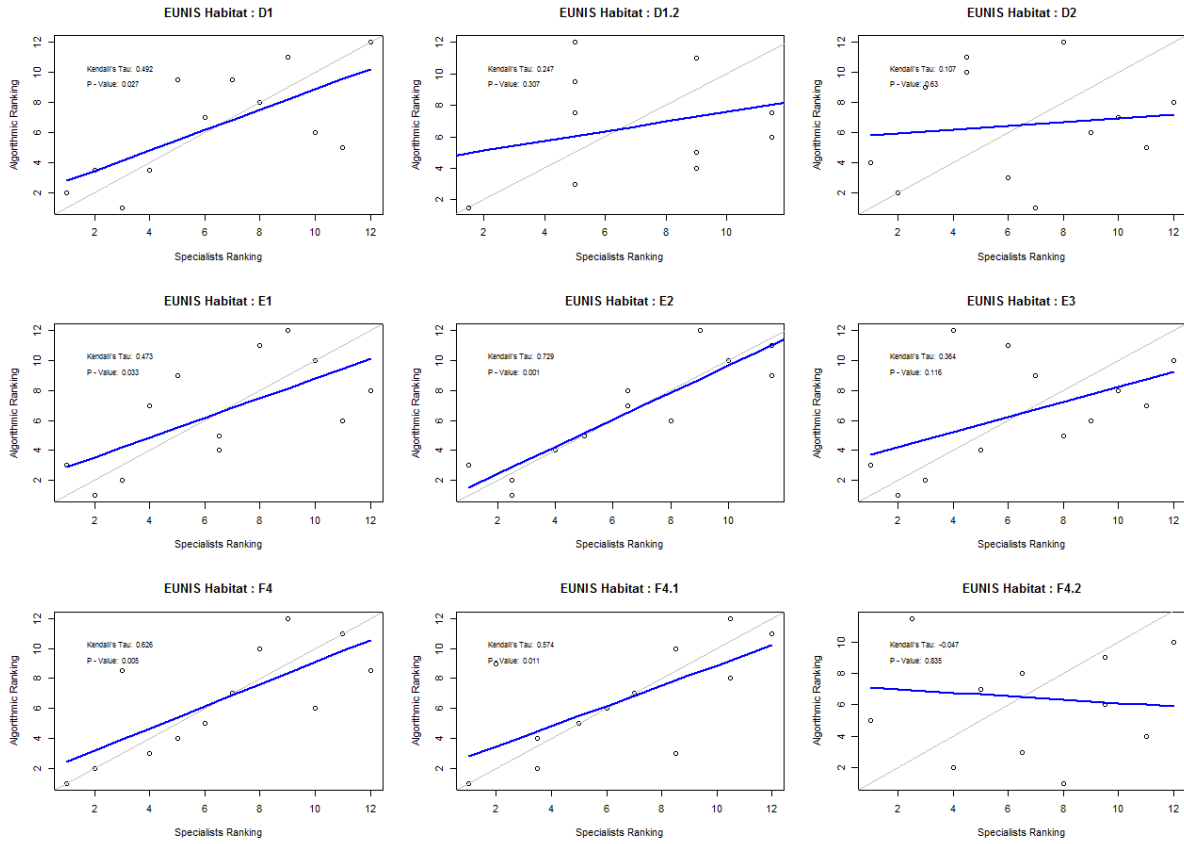 EUNIS Habitat : D1
Kendall's Tau: 0.492
P - Value: 0.027
Algorithmic Ranking
2 4 6 8 10 12
2 4 6 8 10 12
Specialists Ranking
EUNIS Habitat : D1.2
Kendall's Tau: 0.247
P - Value: 0.307
Algorithmic Ranking
2 4 6 8 10 12
2 4 6 8 10
Specialists Ranking
EUNIS Habitat : D2
Kendall's Tau: 0.107
P - Value: 0.63
Algorithmic Ranking
2 4 6 8 10 12
2 4 6 8 10 12
Specialists Ranking
EUNIS Habitat : E1
Kendall's Tau: 0.473
P - Value: 0.033
Algorithmic Ranking
2 4 6 8 10 12
2 4 6 8 10 12
Specialists Ranking
EUNIS Habitat : E2
Kendall's Tau: 0.729
P - Value: 0.001
Algorithmic Ranking
2 4 6 8 10 12
2 4 6 8 10
Specialists Ranking
EUNIS Habitat : E3
Kendall's Tau: 0.364
P - Value: 0.116
Algorithmic Ranking
2 4 6 8 10 12
2 4 6 8 10 12
Specialists Ranking
EUNIS Habitat : F4
Kendall's Tau: 0.626
P - Value: 0.005
Algorithmic Ranking
2 4 6 8 10 12
2 4 6 8 10 12
Specialists Ranking
EUNIS Habitat : F4.1
Kendall's Tau: 0.574
P - Value: 0.011
Algorithmic Ranking
2 4 6 8 10 12
2 4 6 8 10 12
Specialists Ranking
EUNIS Habitat : F4.2
Kendall's Tau: -0.047
P - Value: 0.835
Algorithmic Ranking
2 4 6 8 10
2 4 6 8 10 12
Specialists Ranking